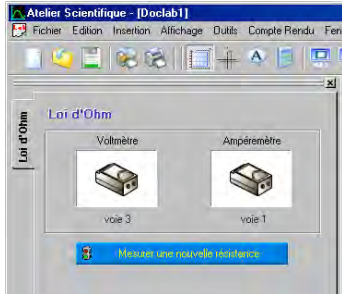 Atelier Scientifique - [Doclab1]
Fichier Edition Insertion Affichage Outils Compte Rendu Fen
Loi d'Ohm
Loi d'Ohm
Voltmètre Ampéremètre
voie 3 voie 1
Mesurer une nouvelle résistance